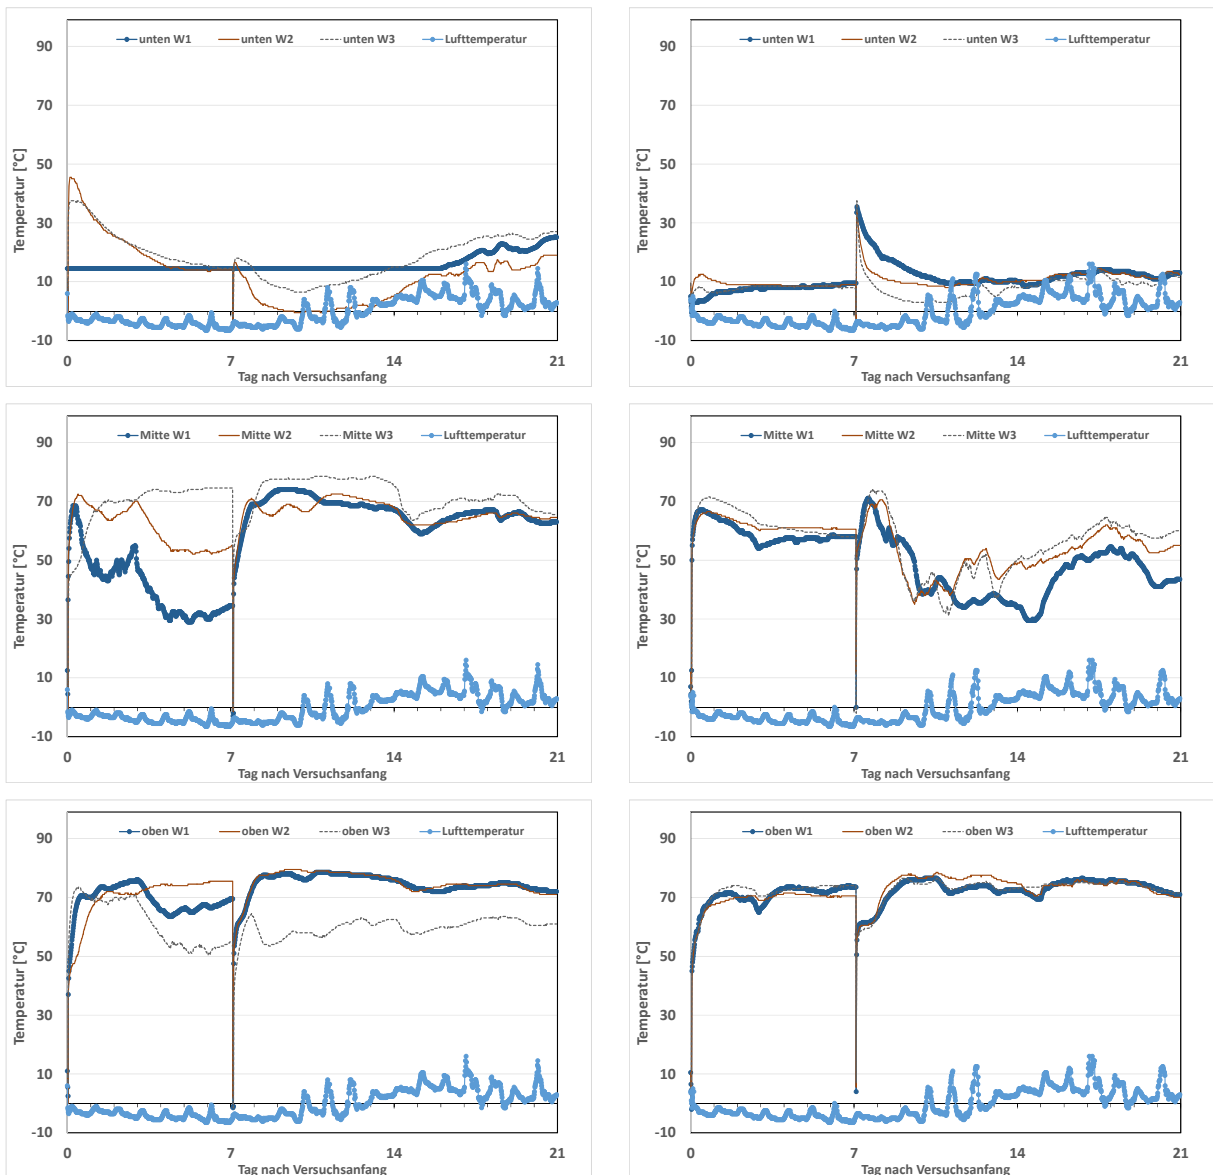 unten W1 unten W2 unten W3 Lufttemperatur
90
70
50
30
10
-10
Temperatur [°C]
0 7 14 21
Tag nach Versuchsanfang
unten W1 unten W2 unten W3 Lufttemperatur
90
70
50
30
10
-10
Temperatur [°C]
0 7 14 21
Tag nach Versuchsanfang
Mitte W1 Mitte W2 Mitte W3 Lufttemperatur
90
70
50
30
10
-10
Temperatur [°C]
0 7 14 21
Tag nach Versuchsanfang
Mitte W1 Mitte W2 Mitte W3 Lufttemperatur
90
70
50
30
10
-10
Temperatur [°C]
0 7 14 21
Tag nach Versuchsanfang
oben W1 oben W2 oben W3 Lufttemperatur
90
70
50
30
10
-10
Temperatur [°C]
0 7 14 21
Tag nach Versuchsanfang
oben W1 oben W2 oben W3 Lufttemperatur
90
70
50
30
10
-10
Temperatur [°C]
0 7 14 21
Tag nach Versuchsanfang